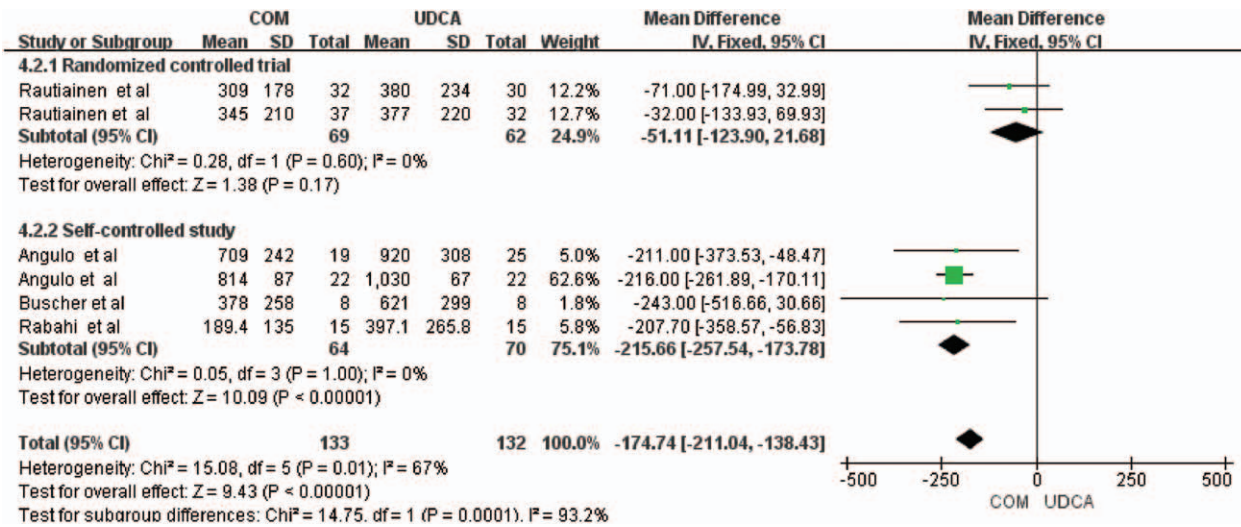 COM UDCA Mean Difference Mean Difference
Study or Subgroup Mean SD Total Mean SD Total Weight IV, Fixed, 95% CI IV, Fixed, 95% CI
4.2.1 Randomized controlled trial
Rautiainen et al 309 178 32 380 234 30 12.2% -71.00 [-174.99, 32.99]
Rautiainen et al 345 210 37 377 220 32 12.7% -32.00 [-133.93, 69.93]
Subtotal (95% CI) 69 62 24.9% -51.11 [-123.90, 21.68]
Heterogeneity: Chi² = 0.28, df = 1 (P = 0.60); I² = 0%
Test for overall effect: Z = 1.38 (P = 0.17)
4.2.2 Self-controlled study
Angulo et al 709 242 19 920 308 25 5.0% -211.00 [-373.53, -48.47]
Angulo et al 814 87 22 1,030 67 22 62.6% -216.00 [-261.89, -170.11]
Buscher et al 378 258 8 621 299 8 1.8% -243.00 [-516.66, 30.66]
Rabahi et al 189.4 135 15 397.1 265.8 15 5.8% -207.70 [-358.57, -56.83]
Subtotal (95% CI) 64 70 75.1% -215.66 [-257.54, -173.78]
Heterogeneity: Chi² = 0.05, df = 3 (P = 1.00); I² = 0%
Test for overall effect: Z = 10.09 (P < 0.00001)
Total (95% CI) 133 132 100.0% -174.74 [-211.04, -138.43]
Heterogeneity: Chi² = 15.08, df = 5 (P = 0.01); I² = 67%
Test for overall effect: Z = 9.43 (P < 0.00001)
Test for subgroup differences: Chi² = 14.75, df = 1 (P = 0.0001), I² = 93.2%
-500 -250 0 250 500
COM UDCA